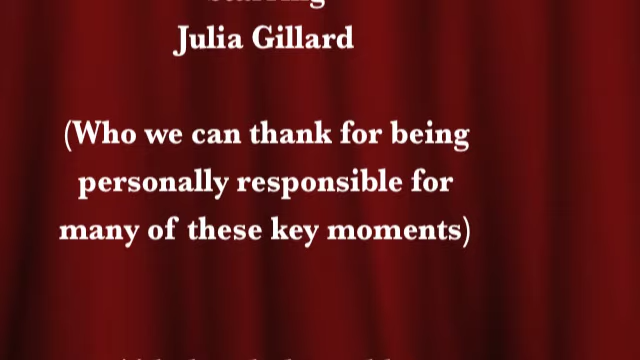 Julia Gillard
(Who we can thank for being
personally responsible for
many of these key moments)